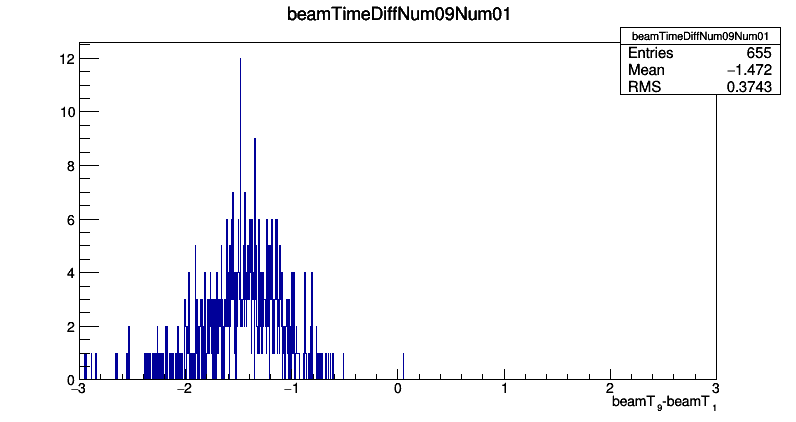 beamTimeDiffNum09Num01
beamTimeDiffNum09Num01
Entries 655
Mean −1.472
RMS 0.3743
12
10
8
6
4
2
0
−3 −2 −1 0 1 2 3
beamT9-beamT1